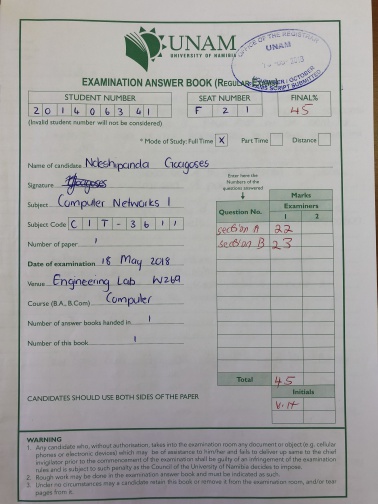 UNAM
UNIVERSITY OF NAMIBIA
OFFICE OF THE REGISTRAR
UNAM
EXAMINATION ANSWER BOOK (REGULAR
STUDENT NUMBER
SEAT NUMBER
FINAL%
2 0 1 4 0 6 3 4 1
F 2 1
45
(Invalid student number will not be considered)
* Mode of Study: Full Time X Part Time Distance
Name of candidate Ndeshipanda
Signature
Subject Computer Networks 1
Subject Code C I T - 3 6 1 1
Number of paper 1
Date of examination 18 May 2018
Venue Engineering Lab W269
Course (B.A., B.Com) Computer
Number of answer books handed in 1
Number of this book 1
Enter here the Numbers of the questions answered
Question No.
Marks
Examiners
1 2
section A 22
section B 23
Total 45
Initials
CANDIDATES SHOULD USE BOTH SIDES OF THE PAPER
WARNING
1. Any candidate who, without authorisation, takes into the examination room any document or object (e.g. cellular
phones or electronic devices) which may be of assistance to him/her and fails to deliver up same to the chief
invigilator prior to the commencement of the examination shall be guilty of an infringement of the examination
rules and is subject to such penalty as the Council of the University of Namibia decides to impose.
2. Rough work may be done in the examination answer book and must be indicated as such.
3. Under no circumstances may a candidate retain this book or remove it from the examination room, and/or tear
pages from it.